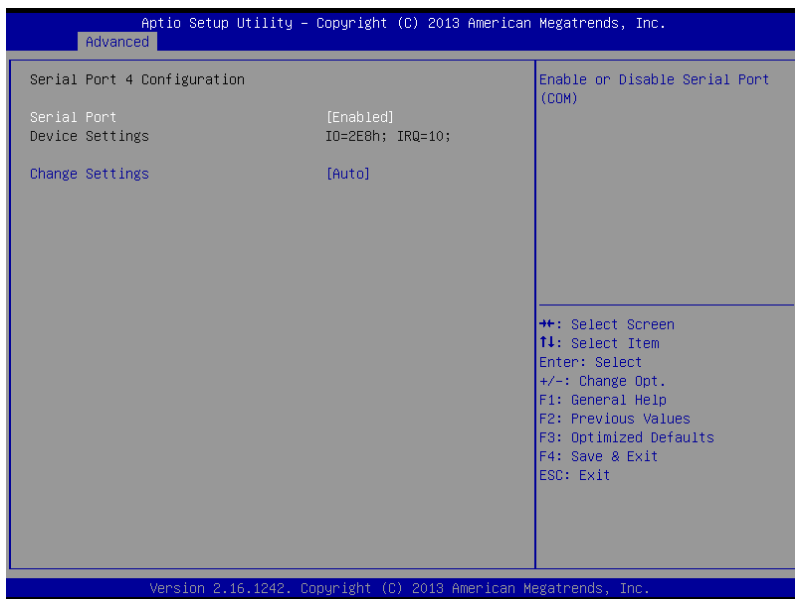 Aptio Setup Utility – Copyright (C) 2013 American Megatrends, Inc.
Advanced
Serial Port 4 Configuration
Serial Port [Enabled]
Device Settings IO=2E8h; IRQ=10;
Change Settings [Auto]
Enable or Disable Serial Port
(COM)
→←: Select Screen
↑↓: Select Item
Enter: Select
+/-: Change Opt.
F1: General Help
F2: Previous Values
F3: Optimized Defaults
F4: Save & Exit
ESC: Exit
Version 2.16.1242. Copyright (C) 2013 American Megatrends, Inc.